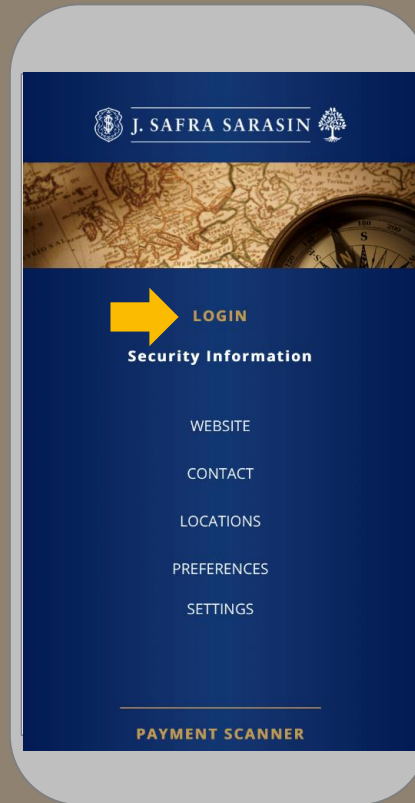 J. SAFRA SARASIN
LOGIN
Security Information
WEBSITE
CONTACT
LOCATIONS
PREFERENCES
SETTINGS
PAYMENT SCANNER